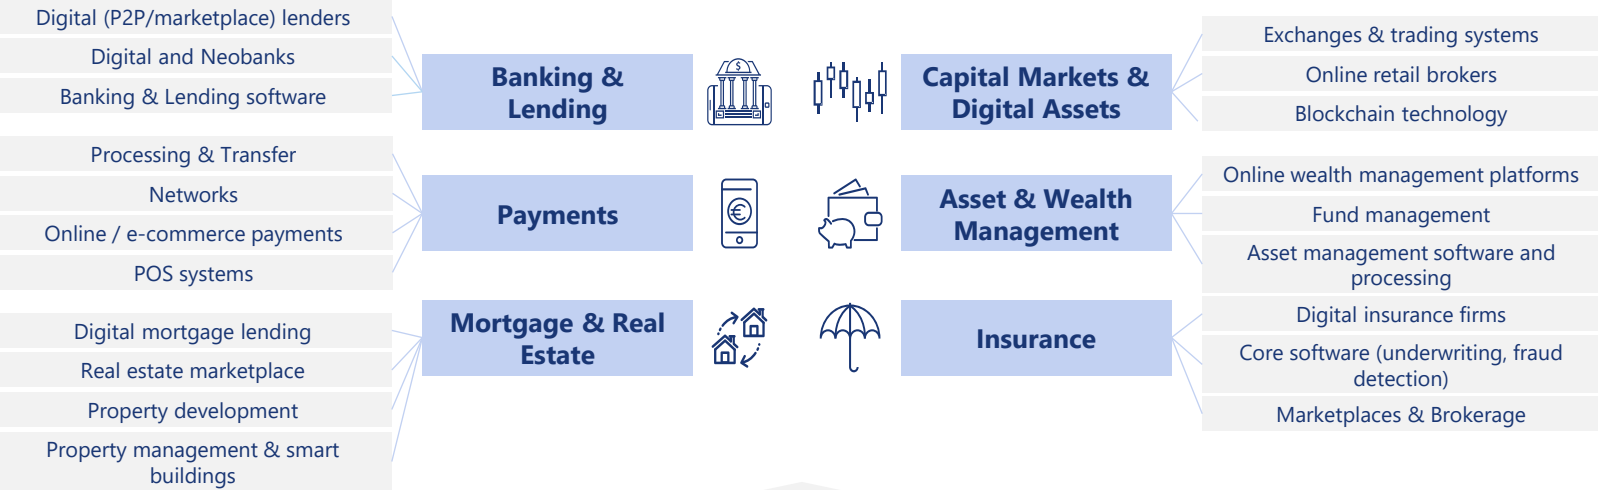 Digital (P2P/marketplace) lenders
Digital and Neobanks
Banking & Lending software
Banking &
Lending
$
Processing & Transfer
Networks
Online / e-commerce payments
POS systems
Payments
€
Digital mortgage lending
Real estate marketplace
Property development
Property management & smart
buildings
Mortgage & Real
Estate
Capital Markets &
Digital Assets
Exchanges & trading systems
Online retail brokers
Blockchain technology
Asset & Wealth
Management
Online wealth management platforms
Fund management
Asset management software and
processing
Insurance
Digital insurance firms
Core software (underwriting, fraud
detection)
Marketplaces & Brokerage